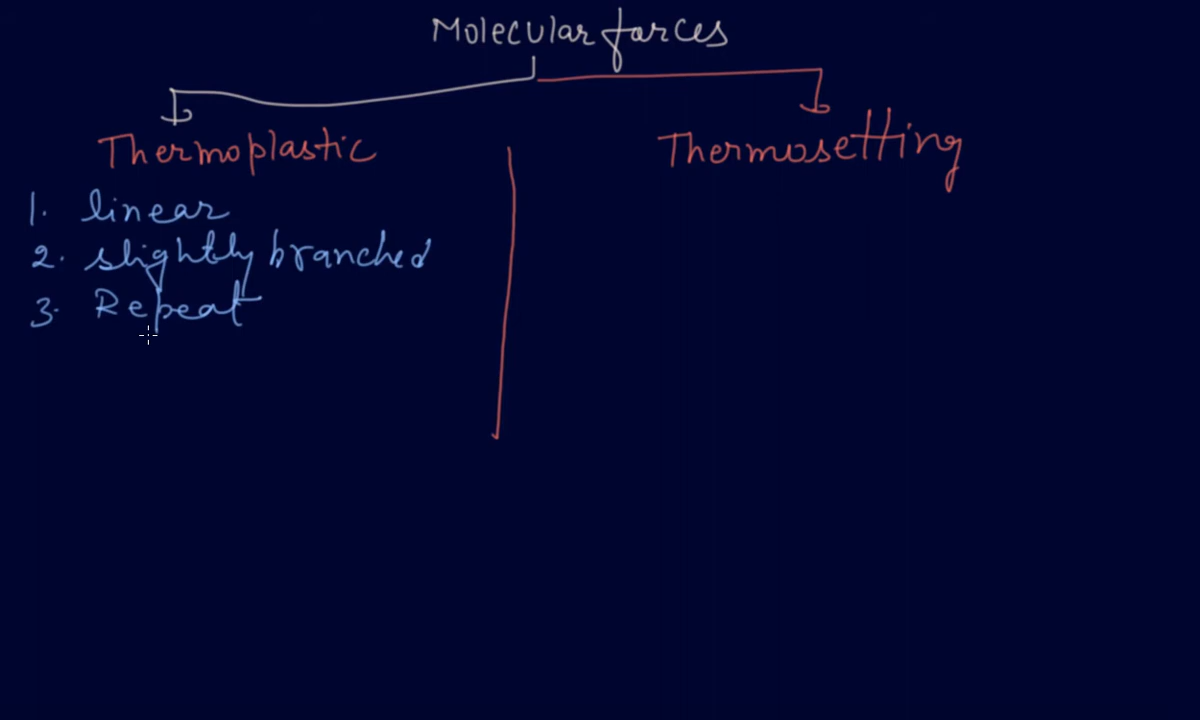 Molecular forces
Thermoplastic
Thermosetting
1. linear
2. slightly branched
3. Repeat